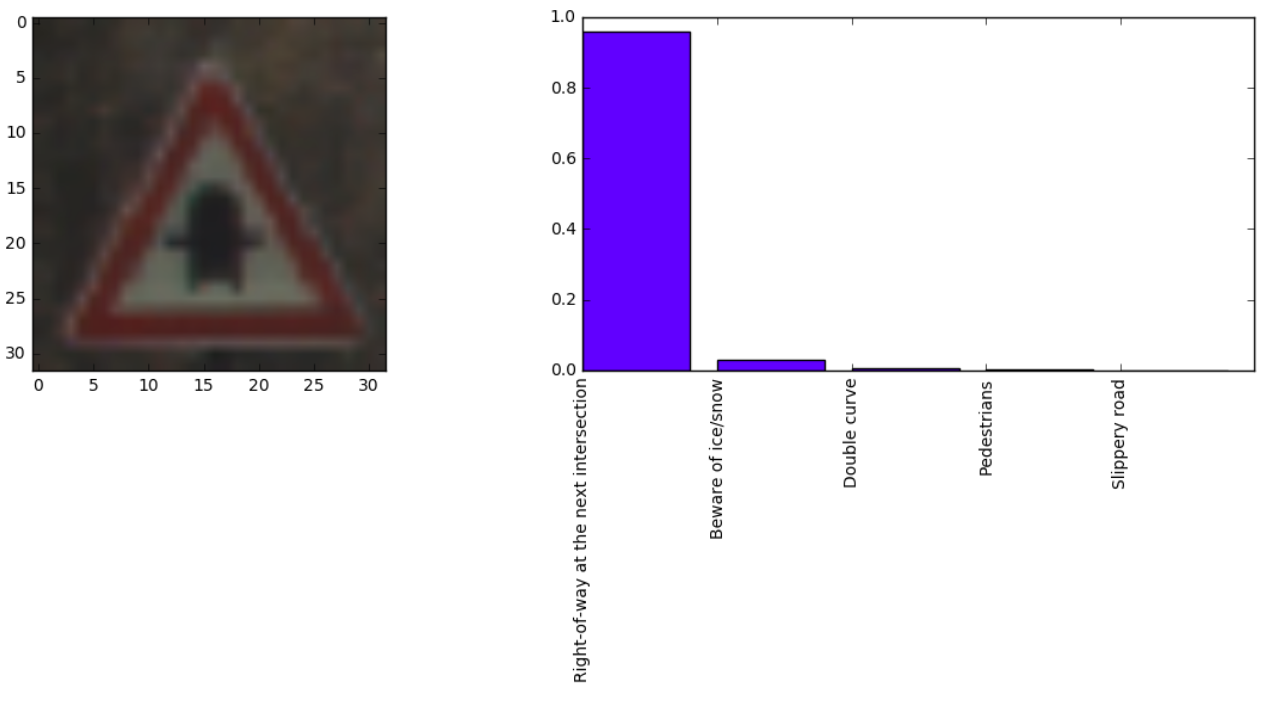 0
5
10
15
20
25
30
0 5 10 15 20 25 30
1.0
0.8
0.6
0.4
0.2
0.0
Right-of-way at the next intersection
Beware of ice/snow
Double curve
Pedestrians
Slippery road